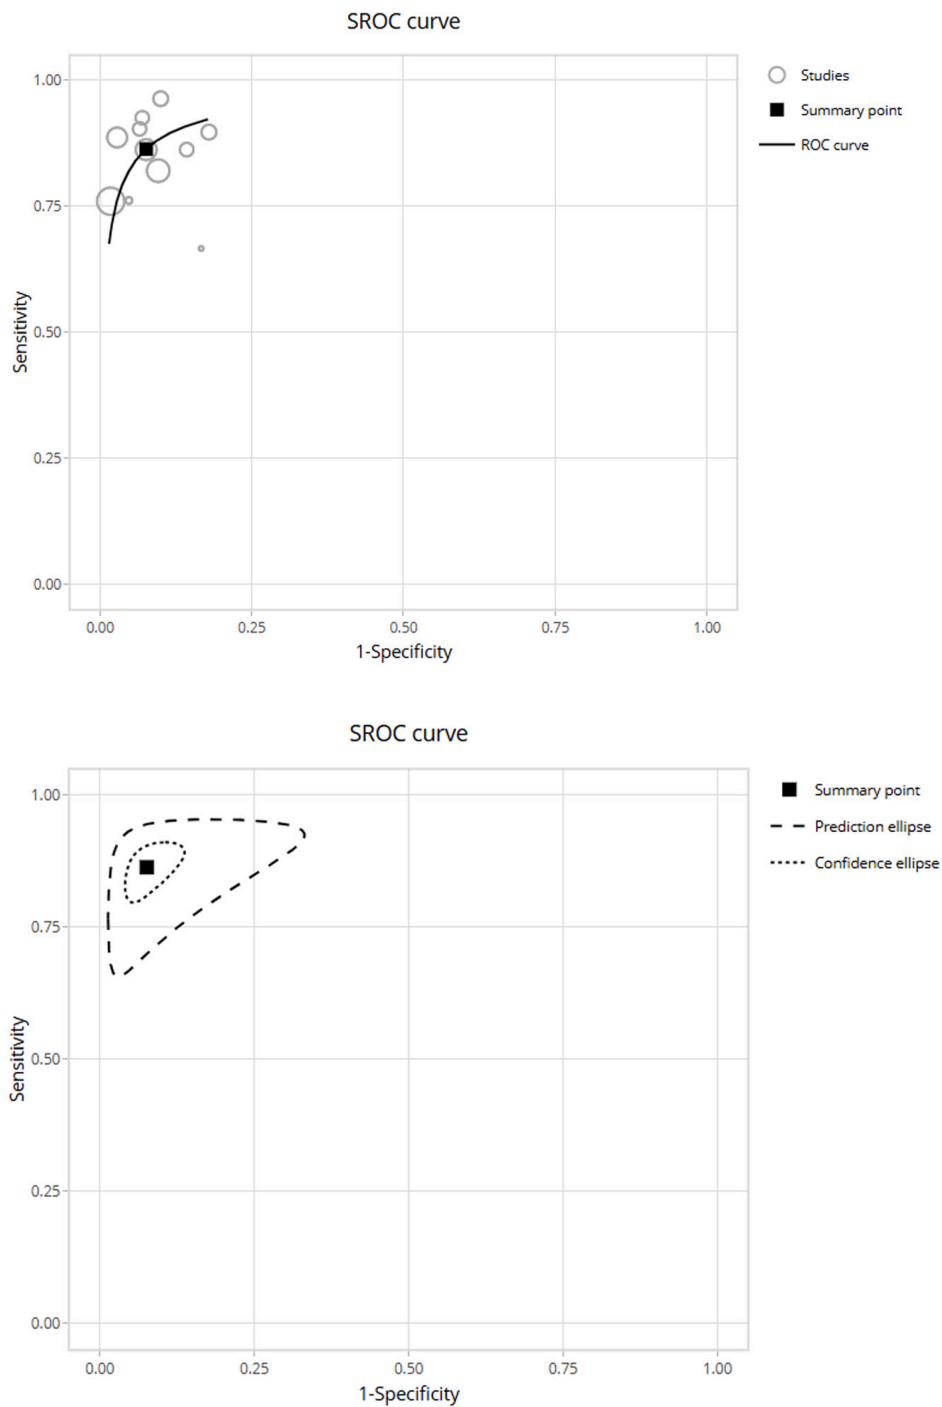 SROC curve
1.00
0.75
0.50
0.25
0.00
Sensitivity
0.00 0.25 0.50 0.75 1.00
1-Specificity
Studies
Summary point
ROC curve
SROC curve
1.00
0.75
0.50
0.25
0.00
Sensitivity
0.00 0.25 0.50 0.75 1.00
1-Specificity
Summary point
Prediction ellipse
Confidence ellipse